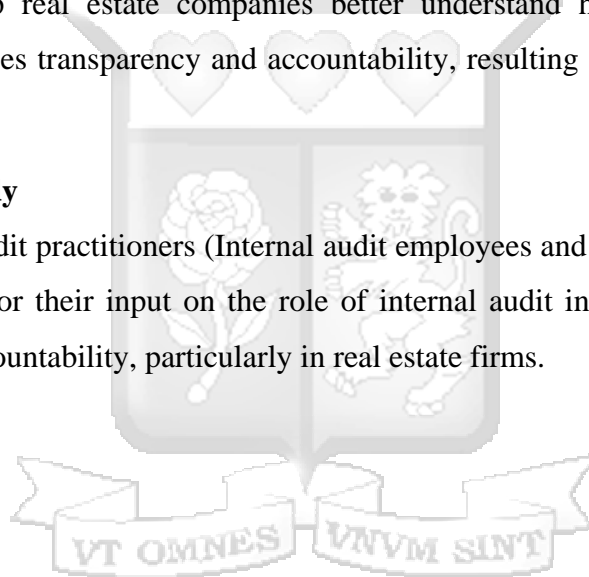 real estate companies better understand
es transparency and accountability, resulting
y
dit practitioners (Internal audit employees and
or their input on the role of internal audit in
ountability, particularly in real estate firms.
VT OMNES VNVM SINT